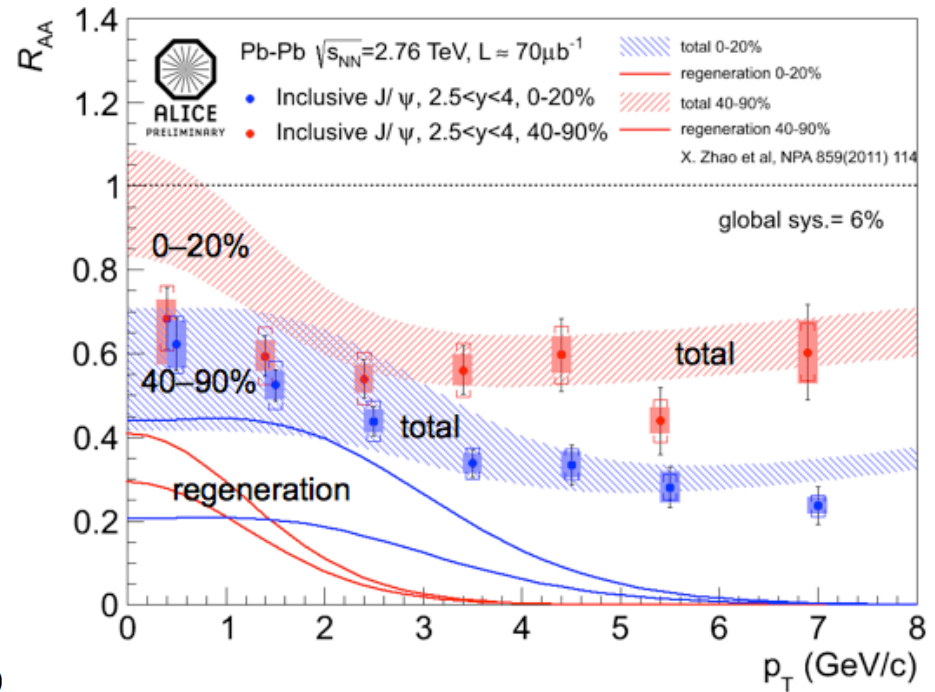 R_AA
1.4
1.2
1
0.8
0.6
0.4
0.2
0
ALICE
PRELIMINARY
Pb-Pb √s_NN=2.76 TeV, L ≈ 70μb⁻¹
Inclusive J/ ψ, 2.5<y<4, 0-20%
Inclusive J/ ψ, 2.5<y<4, 40-90%
total 0-20%
regeneration 0-20%
total 40-90%
regeneration 40-90%
X. Zhao et al, NPA 859(2011) 114
global sys.= 6%
0–20%
total
40–90%
total
regeneration
0 1 2 3 4 5 6 7 8
p_T (GeV/c)